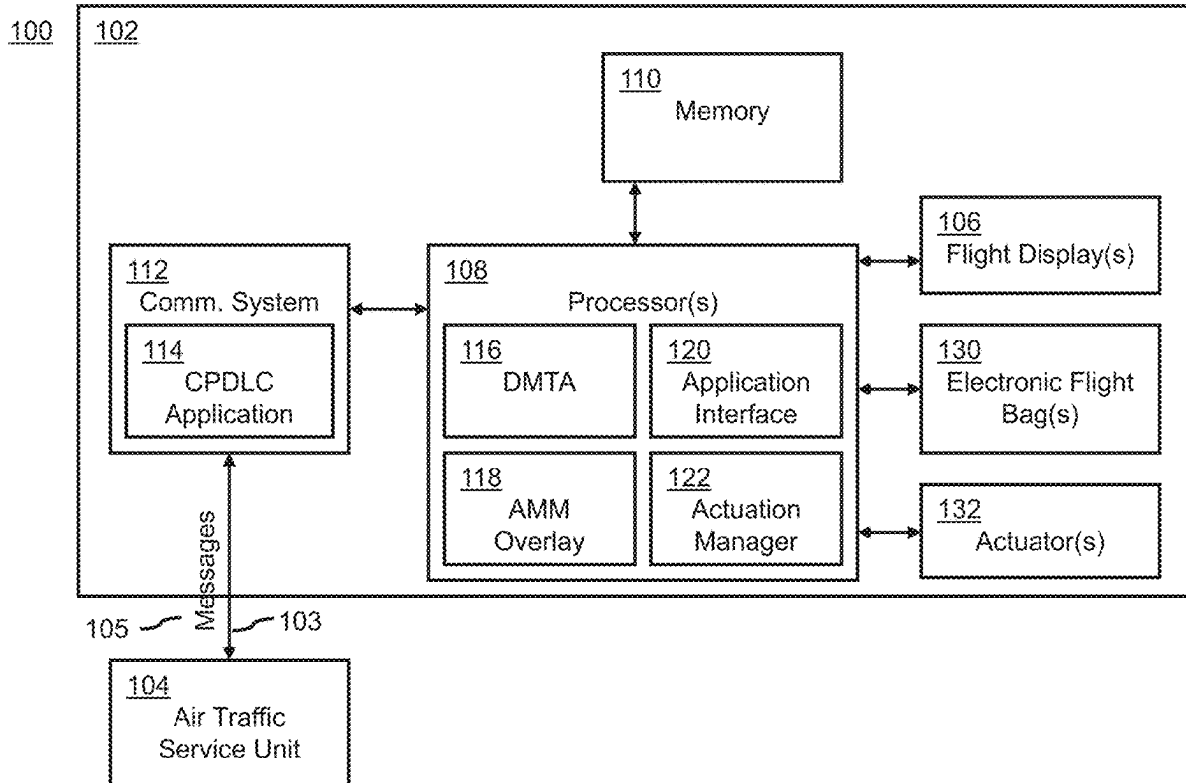 100
102
110
Memory
112
Comm. System
114
CPDLC
Application
108
Processor(s)
116
DMTA
120
Application
Interface
118
AMM
Overlay
122
Actuation
Manager
106
Flight Display(s)
130
Electronic Flight
Bag(s)
132
Actuator(s)
Messages
105
103
104
Air Traffic
Service Unit